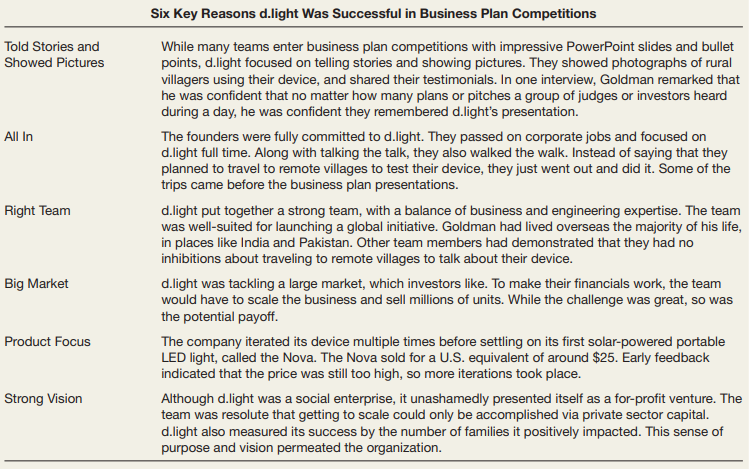 Six Key Reasons d.light Was Successful in Business Plan Competitions
Told Stories and
Showed Pictures
While many teams enter business plan competitions with impressive PowerPoint slides and bullet
points, d.light focused on telling stories and showing pictures. They showed photographs of rural
villagers using their device, and shared their testimonials. In one interview, Goldman remarked that
he was confident that no matter how many plans or pitches a group of judges or investors heard
during a day, he was confident they remembered d.light’s presentation.
All In
The founders were fully committed to d.light. They passed on corporate jobs and focused on
d.light full time. Along with talking the talk, they also walked the walk. Instead of saying that they
planned to travel to remote villages to test their device, they just went out and did it. Some of the
trips came before the business plan presentations.
Right Team
d.light put together a strong team, with a balance of business and engineering expertise. The team
was well-suited for launching a global initiative. Goldman had lived overseas the majority of his life,
in places like India and Pakistan. Other team members had demonstrated that they had no
inhibitions about traveling to remote villages to talk about their device.
Big Market
d.light was tackling a large market, which investors like. To make their financials work, the team
would have to scale the business and sell millions of units. While the challenge was great, so was
the potential payoff.
Product Focus
The company iterated its device multiple times before settling on its first solar-powered portable
LED light, called the Nova. The Nova sold for a U.S. equivalent of around $25. Early feedback
indicated that the price was still too high, so more iterations took place.
Strong Vision
Although d.light was a social enterprise, it unashamedly presented itself as a for-profit venture. The
team was resolute that getting to scale could only be accomplished via private sector capital.
d.light also measured its success by the number of families it positively impacted. This sense of
purpose and vision permeated the organization.